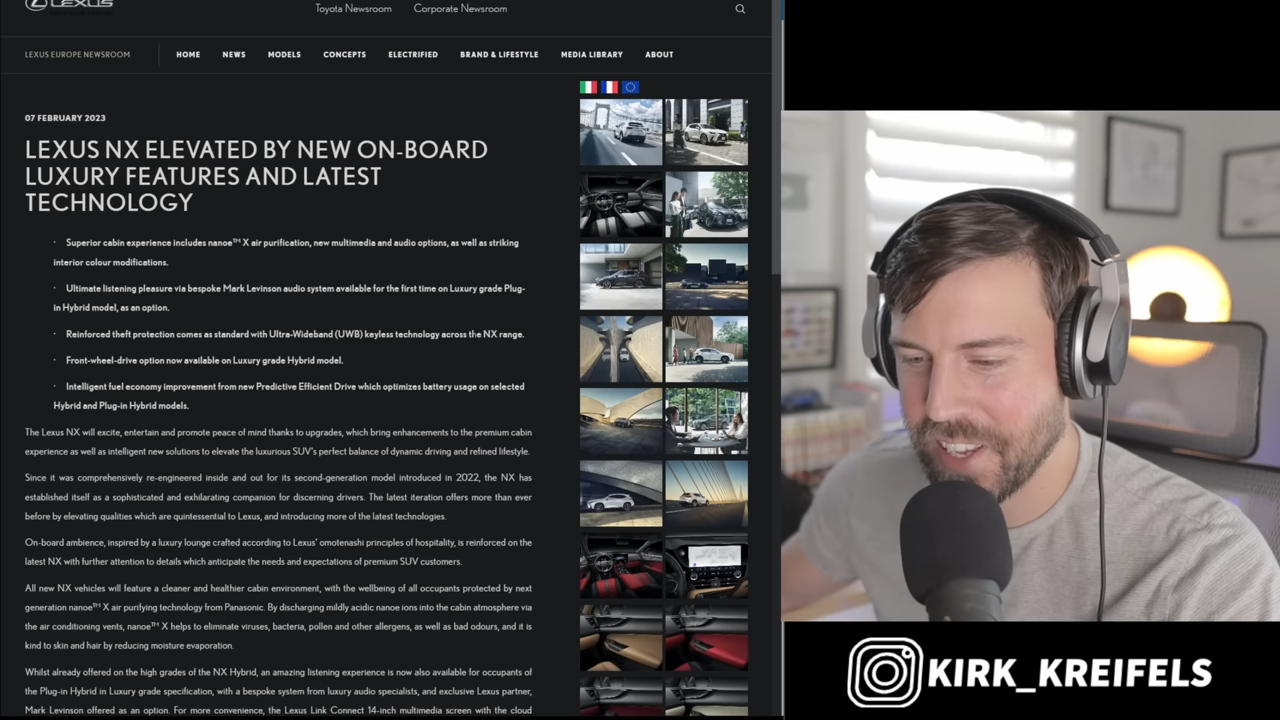 LEXUS
Toyota Newsroom Corporate Newsroom
LEXUS EUROPE NEWSROOM HOME NEWS MODELS CONCEPTS ELECTRIFIED BRAND & LIFESTYLE MEDIA LIBRARY ABOUT
07 FEBRUARY 2023
LEXUS NX ELEVATED BY NEW ON-BOARD
LUXURY FEATURES AND LATEST
TECHNOLOGY
· Superior cabin experience includes nanoe™ X air purification, new multimedia and audio options, as well as striking
interior colour modifications.
· Ultimate listening pleasure via bespoke Mark Levinson audio system available for the first time on Luxury grade Plug-
in Hybrid model, as an option.
· Reinforced theft protection comes as standard with Ultra-Wideband (UWB) keyless technology across the NX range.
· Front-wheel-drive option now available on Luxury grade Hybrid model.
· Intelligent fuel economy improvement from new Predictive Efficient Drive which optimizes battery usage on selected
Hybrid and Plug-in Hybrid models.
The Lexus NX will excite, entertain and promote peace of mind thanks to upgrades, which bring enhancements to the premium cabin
experience as well as intelligent new solutions to elevate the luxurious SUV's perfect balance of dynamic driving and refined lifestyle.
Since it was comprehensively re-engineered inside and out for its second-generation model introduced in 2022, the NX has
established itself as a sophisticated and exhilarating companion for discerning drivers. The latest iteration offers more than ever
before by elevating qualities which are quintessential to Lexus, and introducing more of the latest technologies.
On-board ambience, inspired by a luxury lounge crafted according to Lexus' omotenashi principles of hospitality, is reinforced on the
latest NX with further attention to details which anticipate the needs and expectations of premium SUV customers.
All new NX vehicles will feature a cleaner and healthier cabin environment, with the wellbeing of all occupants protected by next
generation nanoe™ X air purifying technology from Panasonic. By discharging mildly acidic nanoe ions into the cabin atmosphere via
the air conditioning vents, nanoe™ X helps to eliminate viruses, bacteria, pollen and other allergens, as well as bad odours, and it is
kind to skin and hair by reducing moisture evaporation.
Whilst already offered on the high grades of the NX Hybrid, an amazing listening experience is now also available for occupants of
the Plug-in Hybrid in Luxury grade specification, with a bespoke system from luxury audio specialists, and exclusive Lexus partner,
Mark Levinson offered as an option. For more convenience, the Lexus Link Connect 14-inch multimedia screen with the cloud
KIRK_KREIFELS